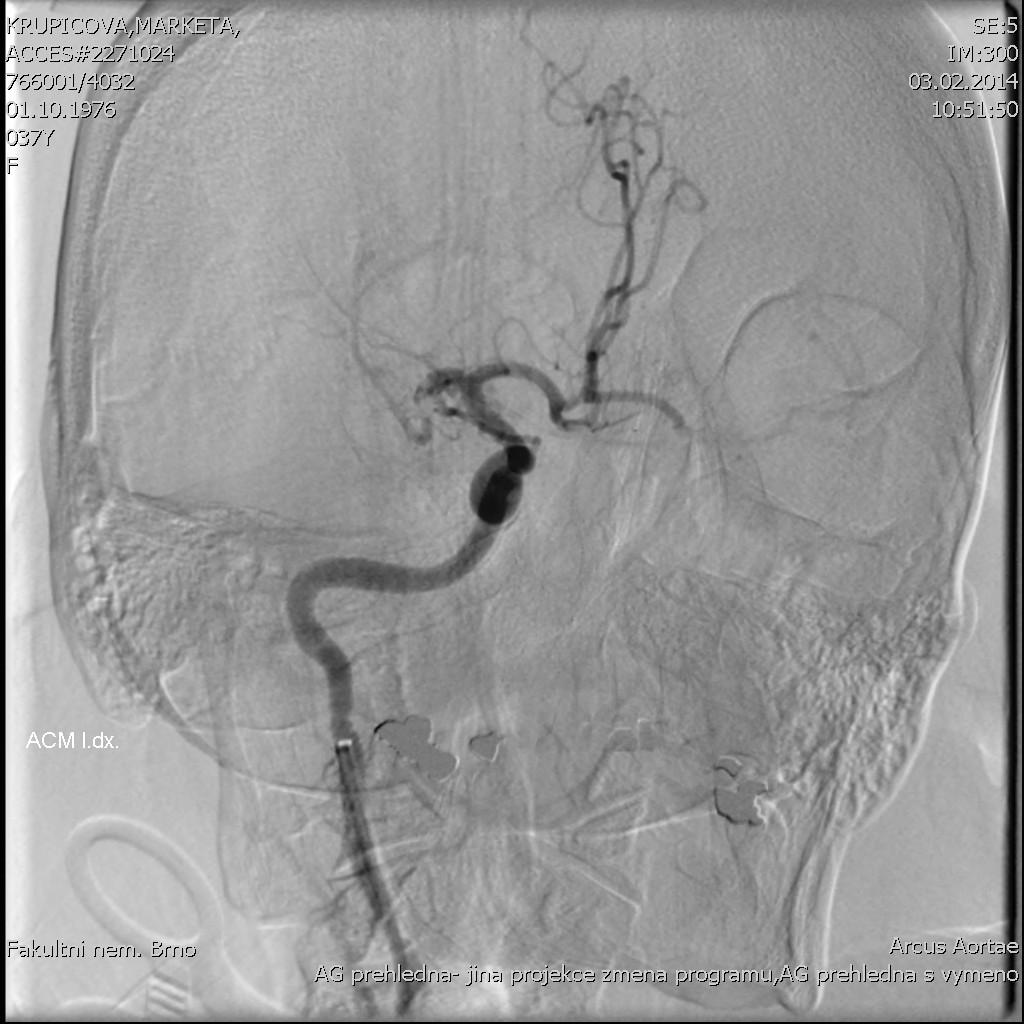 KRUPICOVA,MARKETA,
ACCES#2271024
766001/4032
01.10.1976
037Y
F
SE:5
IM:300
03.02.2014
10:51:50
ACM l.dx.
Fakultni nem. Brno
Arcus Aortae
AG prehledna- jina projekce zmena programu,AG prehledna s vymeno